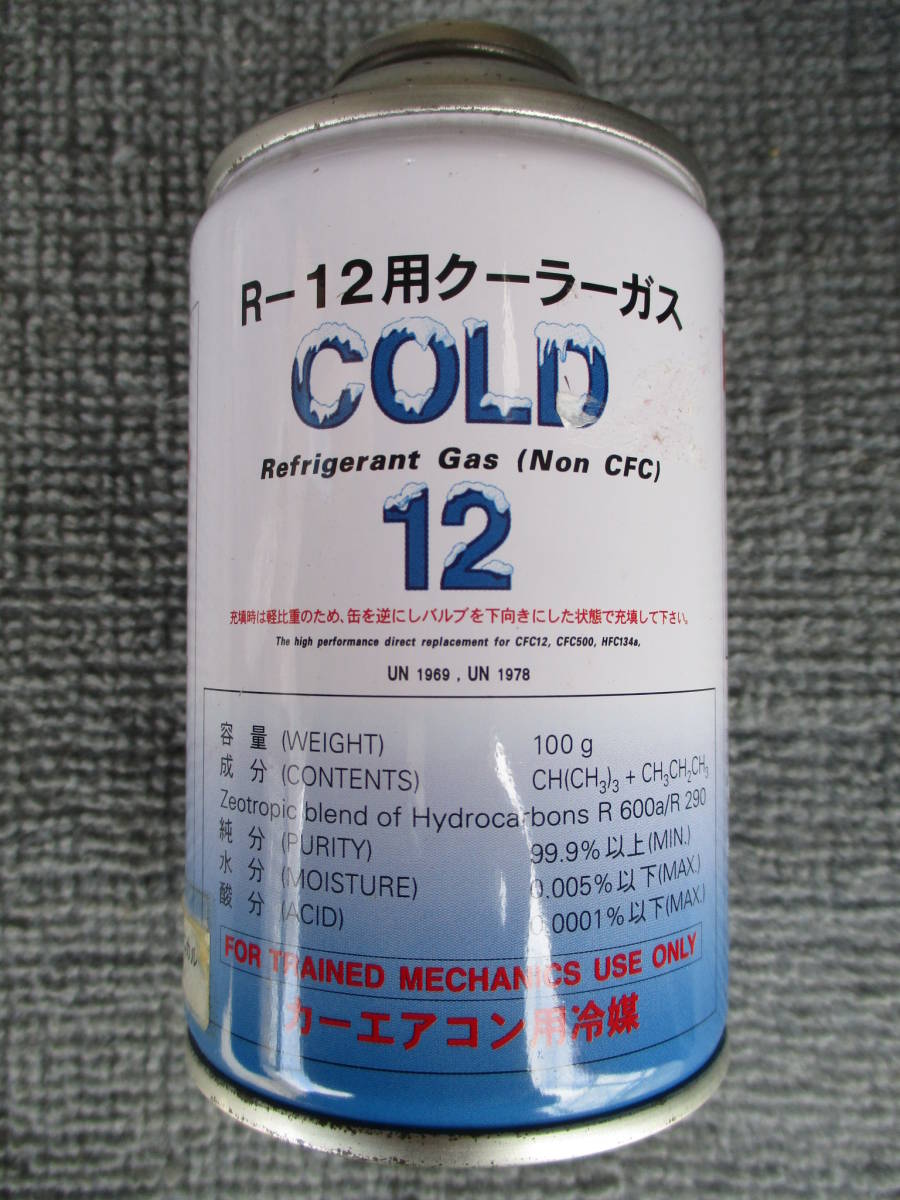 R-12用クーラーガス
COLD
Refrigerant Gas (Non CFC)
12
充填時は軽比重のため、缶を逆にしバルブを下向きにした状態で充填して下さい。
The high performance direct replacement for CFC12, CFC500, HFC134a,
UN 1969 , UN 1978
容 量 (WEIGHT) 100 g
成 分 (CONTENTS) CH(CH₃)₃ + CH₃CH₂CH₃
Zeotropic blend of Hydrocarbons R 600a/R 290
純 分 (PURITY) 99.9%以上(MIN.)
水 分 (MOISTURE) 0.005%以下(MAX.)
酸 分 (ACID) 0.0001%以下(MAX.)
FOR TRAINED MECHANICS USE ONLY
カーエアコン用冷媒